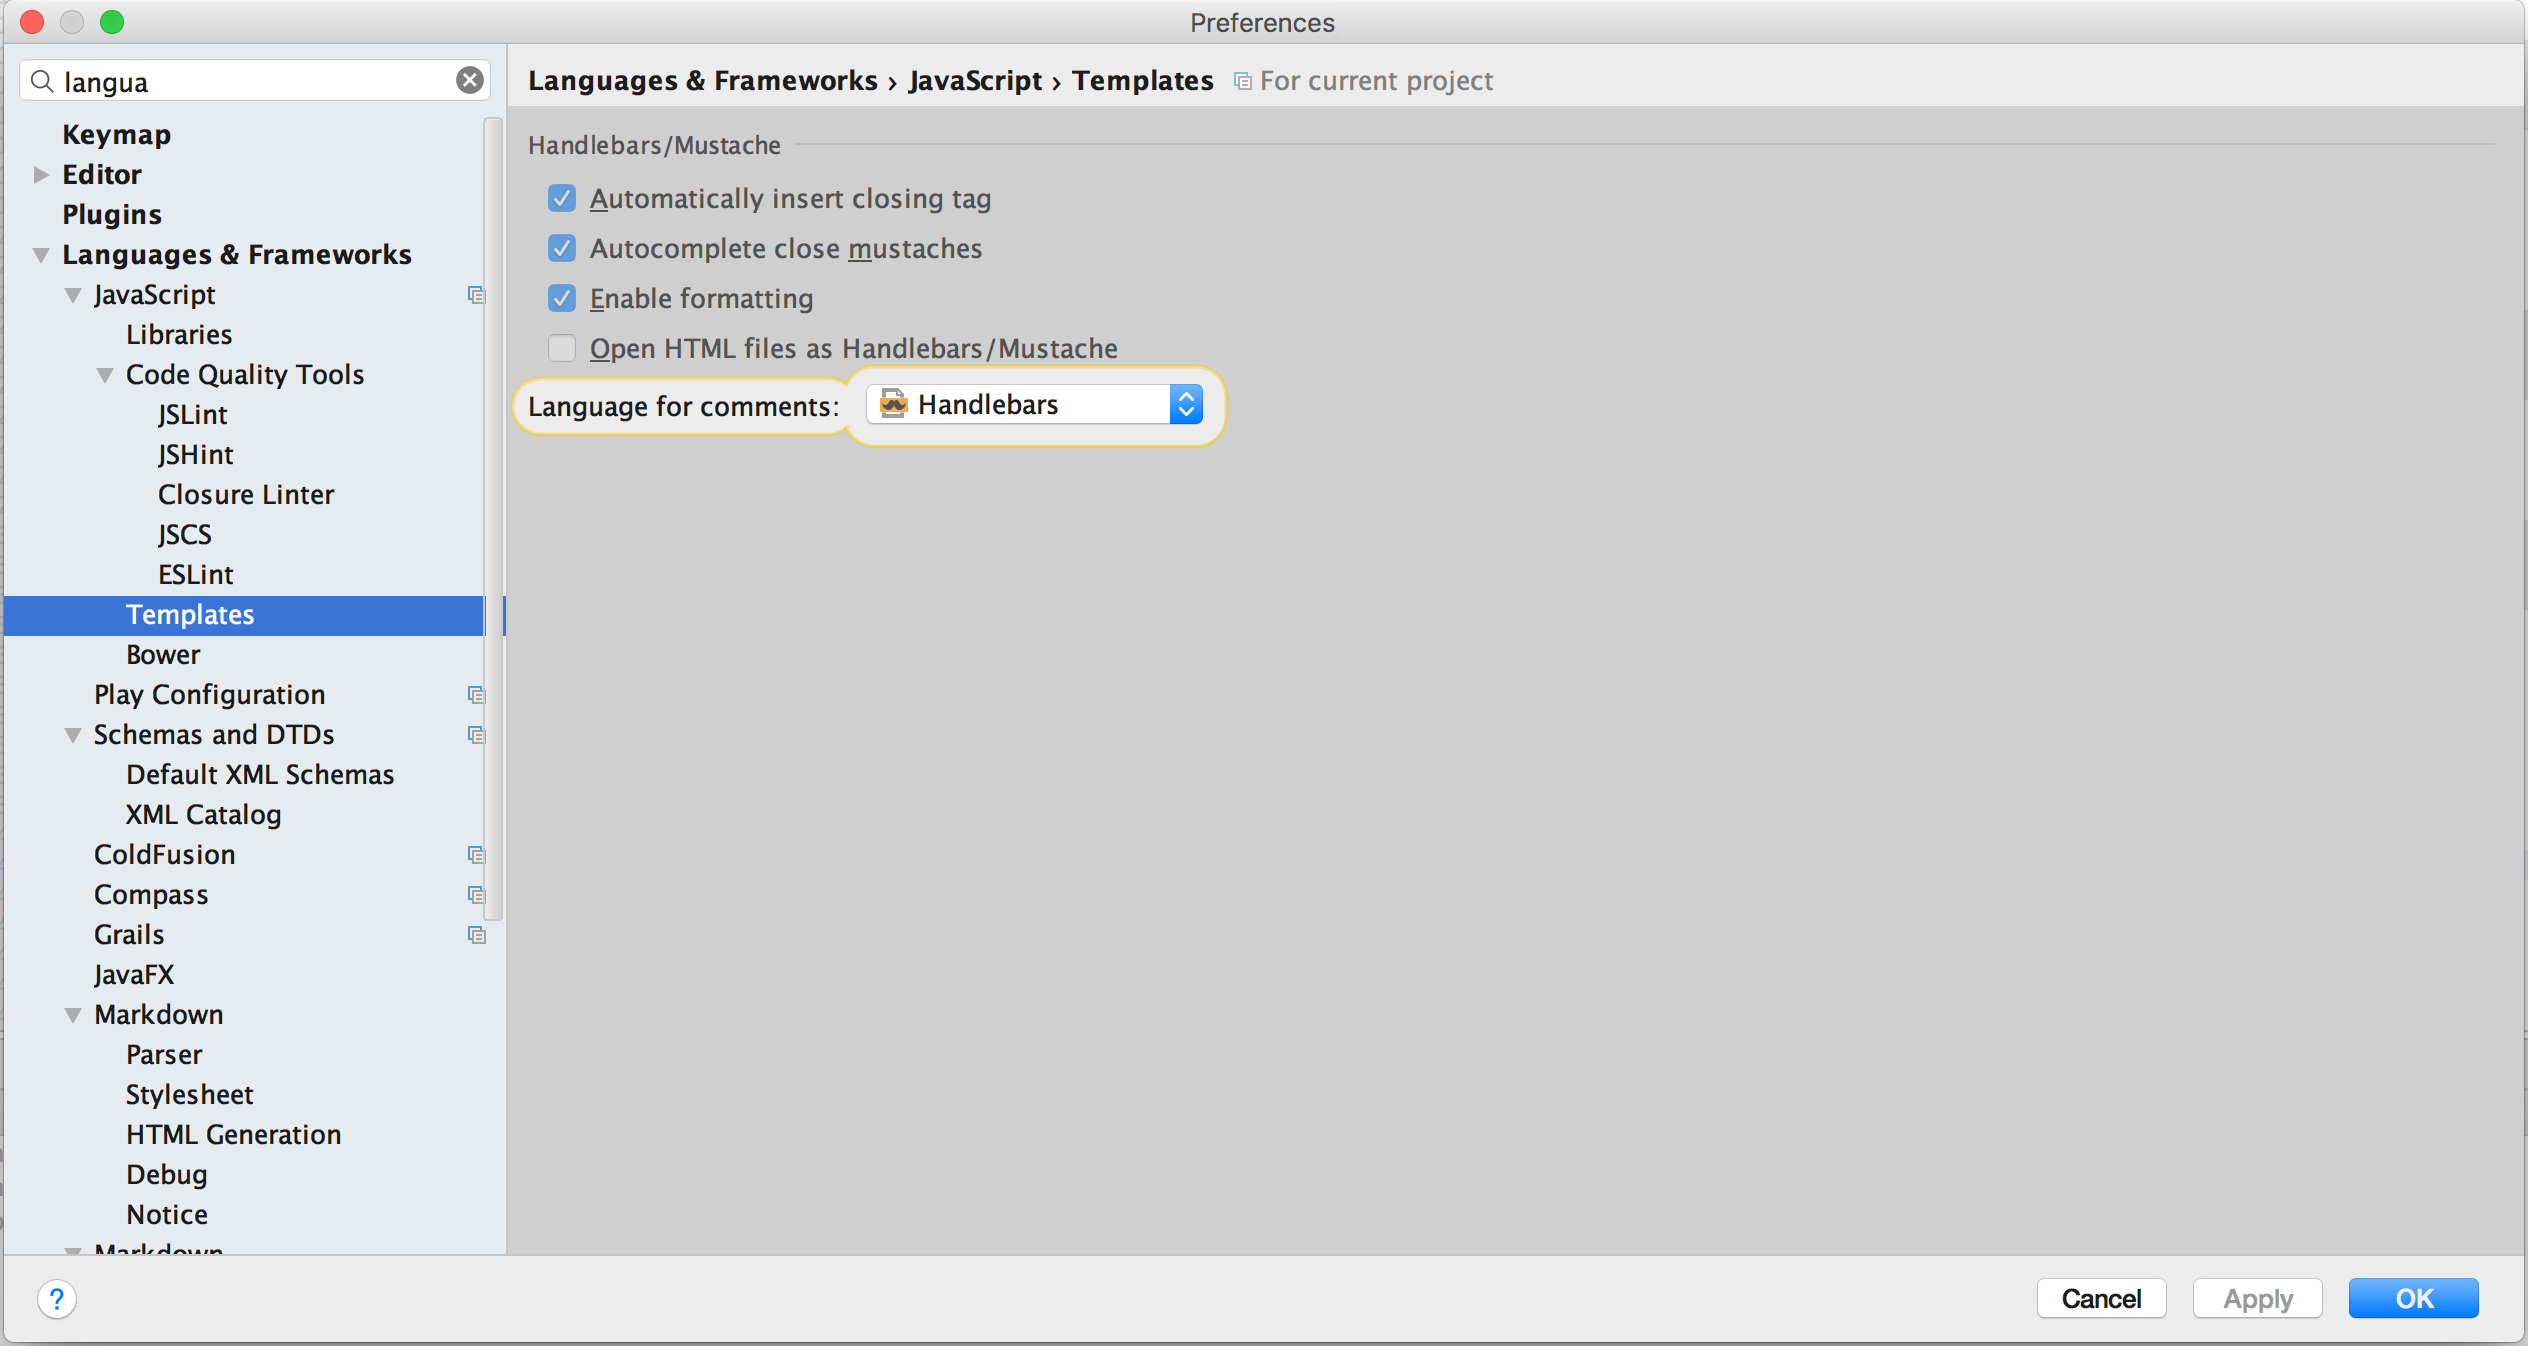 Preferences
langua
Keymap
Editor
Plugins
Languages & Frameworks
JavaScript
Libraries
Code Quality Tools
JSLint
JSHint
Closure Linter
JSCS
ESLint
Templates
Bower
Play Configuration
Schemas and DTDs
Default XML Schemas
XML Catalog
ColdFusion
Compass
Grails
JavaFX
Markdown
Parser
Stylesheet
HTML Generation
Debug
Notice
Markdown
Languages & Frameworks › JavaScript › Templates For current project
Handlebars/Mustache
Automatically insert closing tag
Autocomplete close mustaches
Enable formatting
Open HTML files as Handlebars/Mustache
Language for comments: Handlebars
? Cancel Apply OK